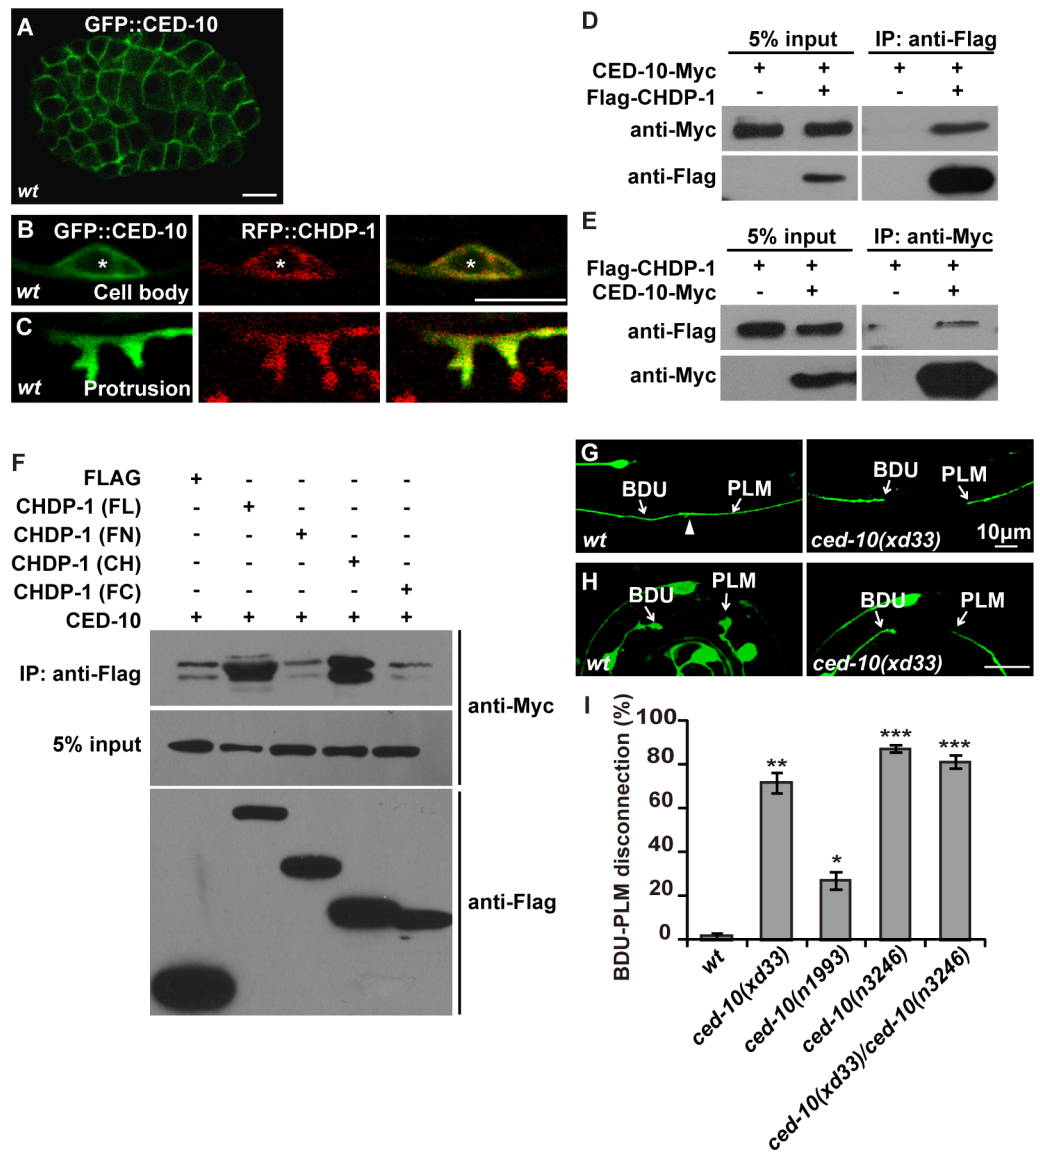 A
GFP::CED-10
wt
B
GFP::CED-10
RFP::CHDP-1
*
*
*
wt
Cell body
C
wt
Protrusion
D
5% input
IP: anti-Flag
CED-10-Myc + + + +
Flag-CHDP-1 - + - +
anti-Myc
anti-Flag
E
5% input
IP: anti-Myc
Flag-CHDP-1 + + + +
CED-10-Myc - + - +
anti-Flag
anti-Myc
F
FLAG + - - - -
CHDP-1 (FL) - + - - -
CHDP-1 (FN) - - + - -
CHDP-1 (CH) - - - + -
CHDP-1 (FC) - - - - +
CED-10 + + + + +
IP: anti-Flag
5% input
anti-Myc
anti-Flag
G
BDU
PLM
wt
BDU
PLM
10μm
ced-10(xd33)
H
BDU
PLM
wt
BDU
PLM
ced-10(xd33)
I
BDU-PLM disconnection (%)
100
80
60
40
20
0
**
*
***
***
wt
ced-10(xd33)
ced-10(n1993)
ced-10(n3246)
ced-10(xd33)/ced-10(n3246)